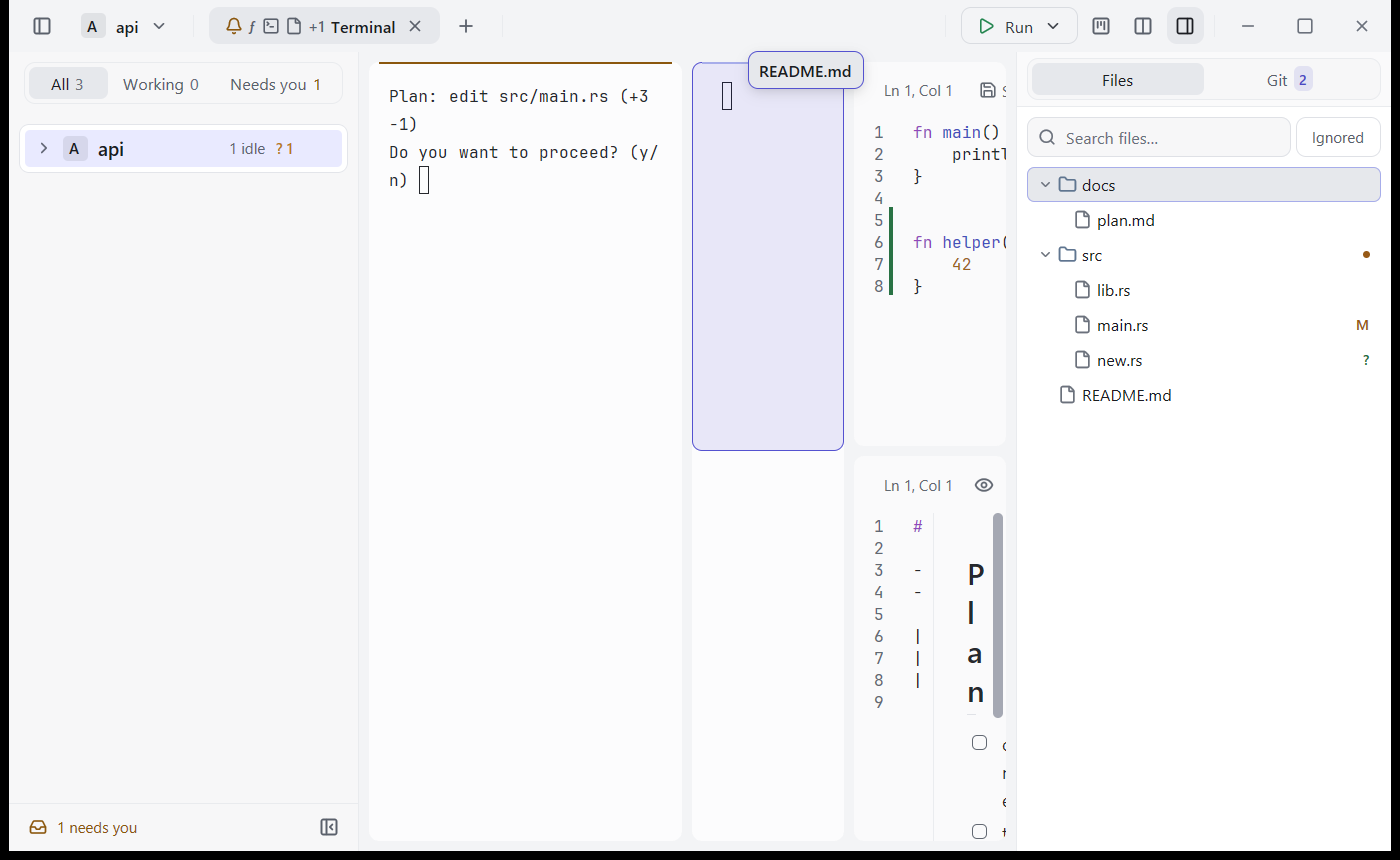 A api
ƒ +1 Terminal
Run
All 3 Working 0 Needs you 1
A api 1 idle ? 1
1 needs you
Plan: edit src/main.rs (+3
-1)
Do you want to proceed? (y/
n)
README.md
Ln 1, Col 1
1 fn main()
2 printl
3 }
4
5
6 fn helper(
7 42
8 }
Ln 1, Col 1
1 #
2
3 -
4 -
5
6 |
7 |
8 |
9
P
l
a
n
Files Git 2
Search files... Ignored
docs
plan.md
src
lib.rs
main.rs M
new.rs ?
README.md